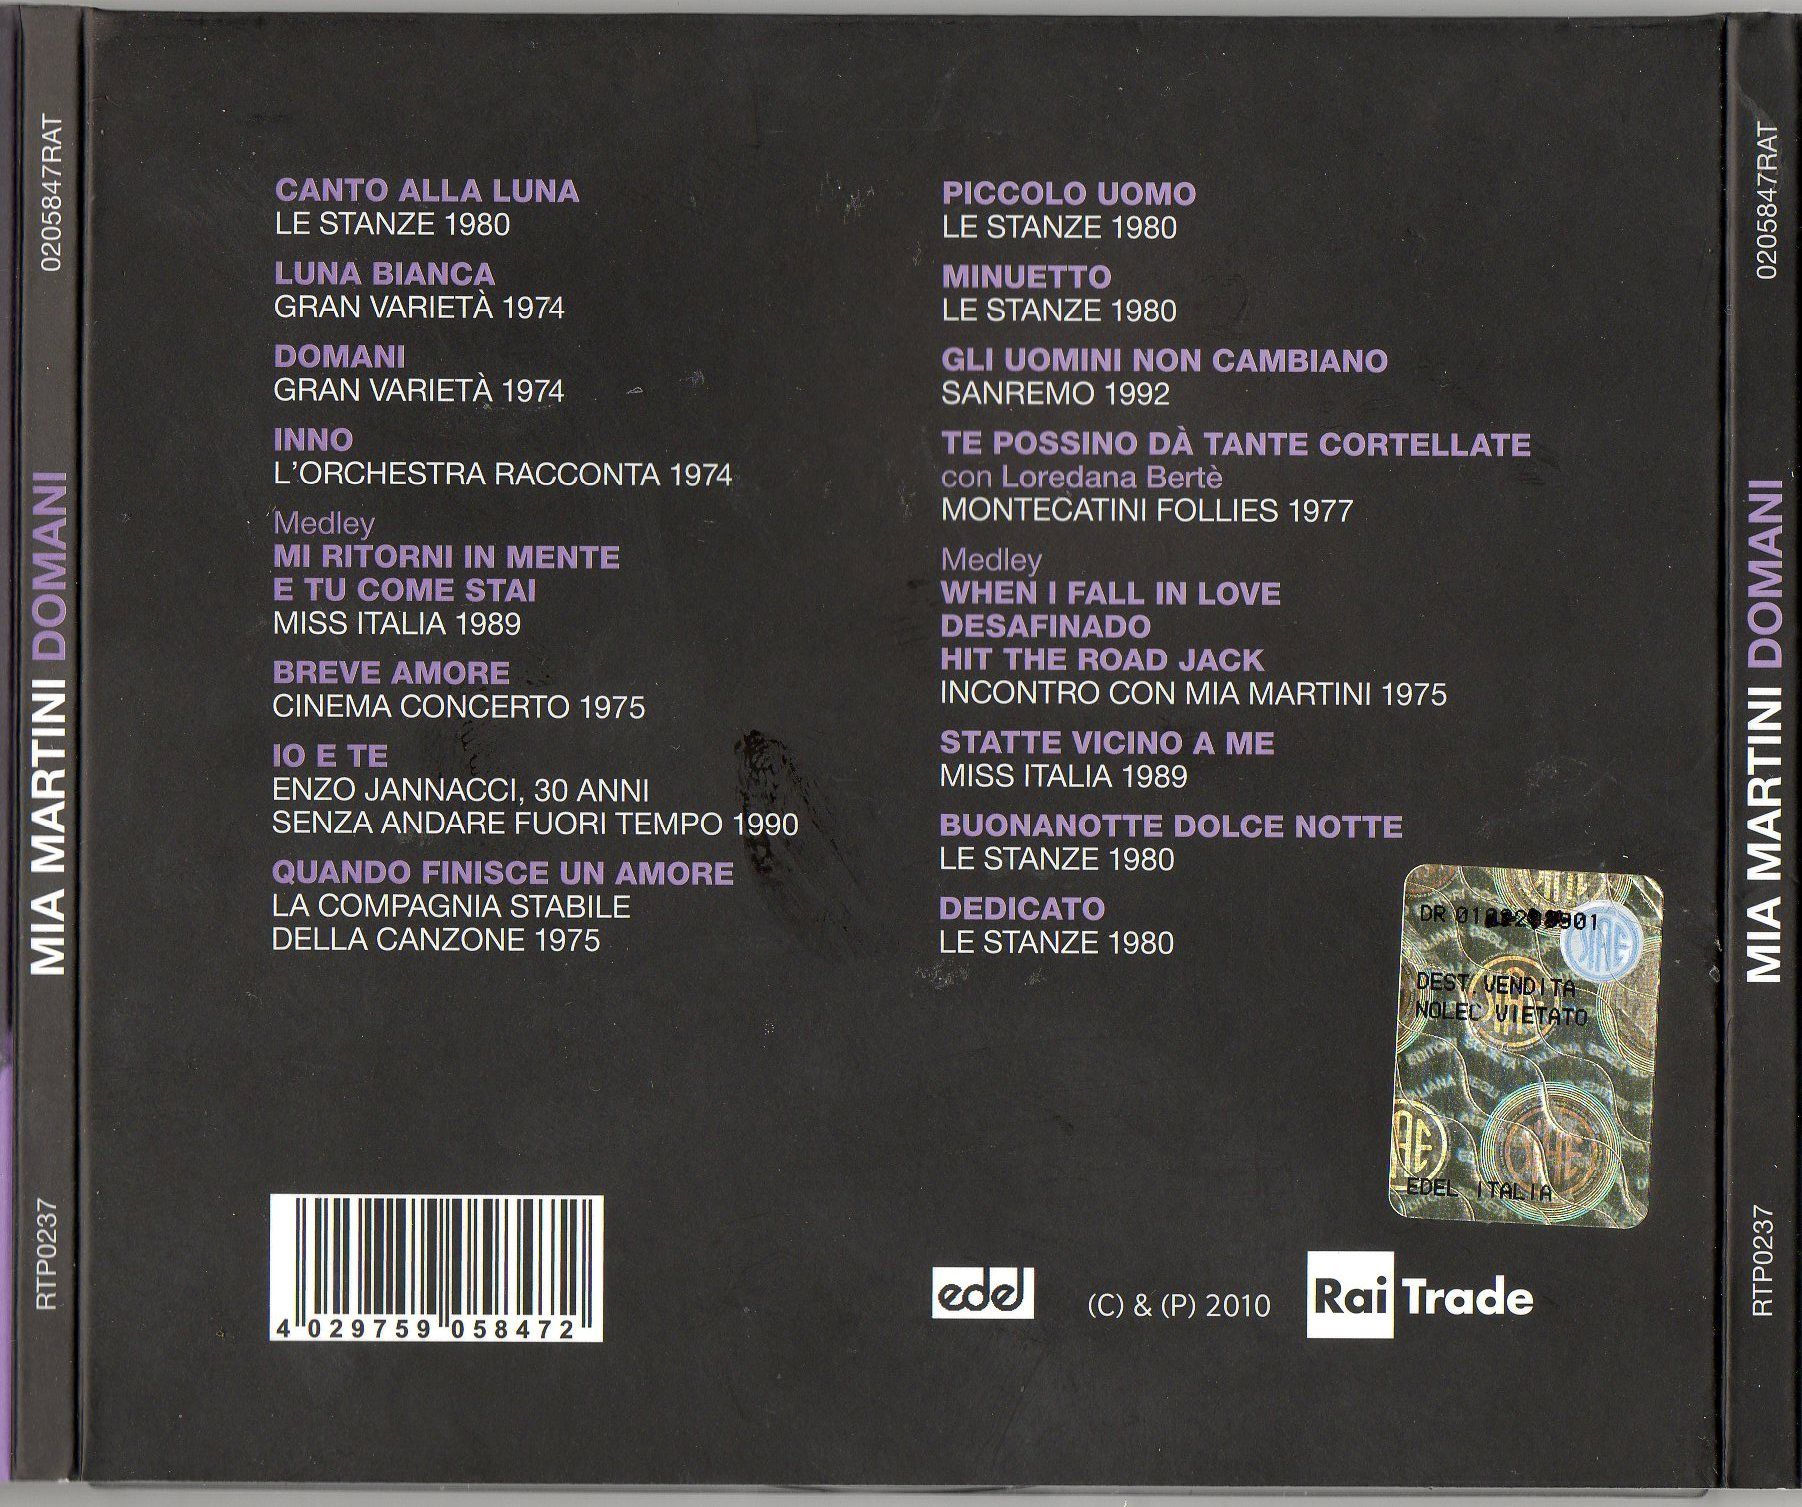 0205847RAT
MIA MARTINI DOMANI
RTP0237
CANTO ALLA LUNA
LE STANZE 1980
LUNA BIANCA
GRAN VARIETÀ 1974
DOMANI
GRAN VARIETÀ 1974
INNO
L'ORCHESTRA RACCONTA 1974
Medley
MI RITORNI IN MENTE
E TU COME STAI
MISS ITALIA 1989
BREVE AMORE
CINEMA CONCERTO 1975
IO E TE
ENZO JANNACCI, 30 ANNI
SENZA ANDARE FUORI TEMPO 1990
QUANDO FINISCE UN AMORE
LA COMPAGNIA STABILE
DELLA CANZONE 1975
PICCOLO UOMO
LE STANZE 1980
MINUETTO
LE STANZE 1980
GLI UOMINI NON CAMBIANO
SANREMO 1992
TE POSSINO DÀ TANTE CORTELLATE
con Loredana Bertè
MONTECATINI FOLLIES 1977
Medley
WHEN I FALL IN LOVE
DESAFINADO
HIT THE ROAD JACK
INCONTRO CON MIA MARTINI 1975
STATTE VICINO A ME
MISS ITALIA 1989
BUONANOTTE DOLCE NOTTE
LE STANZE 1980
DEDICATO
LE STANZE 1980
DR
SIAE
DEST.VENDITA
NOLEC VIETATO
EDEL ITALIA
4 029759 058472
edel
(C) & (P) 2010
Rai Trade
0205847RAT
MIA MARTINI DOMANI
RTP0237